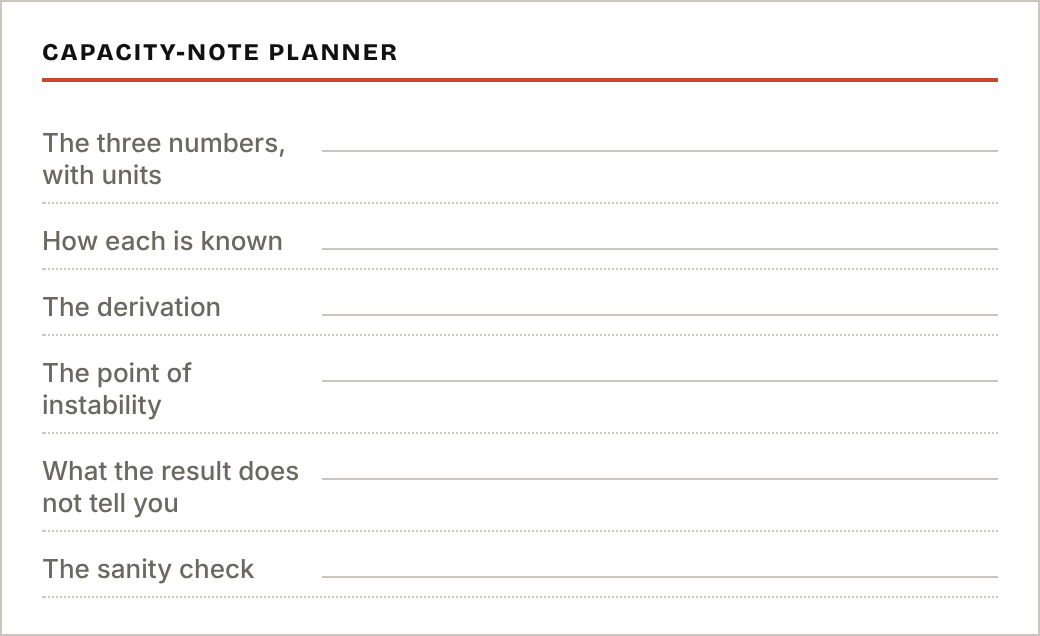 CAPACITY-NOTE PLANNER
The three numbers,
with units
How each is known
The derivation
The point of
instability
What the result does
not tell you
The sanity check